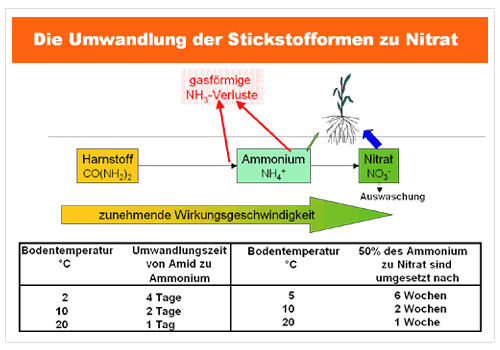 Die Umwandlung der Stickstofformen zu Nitrat
gasförmige
NH₃-Verluste
Harnstoff
CO(NH₂)₂
Ammonium
NH₄⁺
Nitrat
NO₃⁻
Auswaschung
zunehmende Wirkungsgeschwindigkeit
Bodentemperatur
°C
Umwandlungszeit
von Amid zu
Ammonium
Bodentemperatur
°C
50% des Ammonium
zu Nitrat sind
umgesetzt nach
2 4 Tage 5 6 Wochen
10 2 Tage 10 2 Wochen
20 1 Tag 20 1 Woche